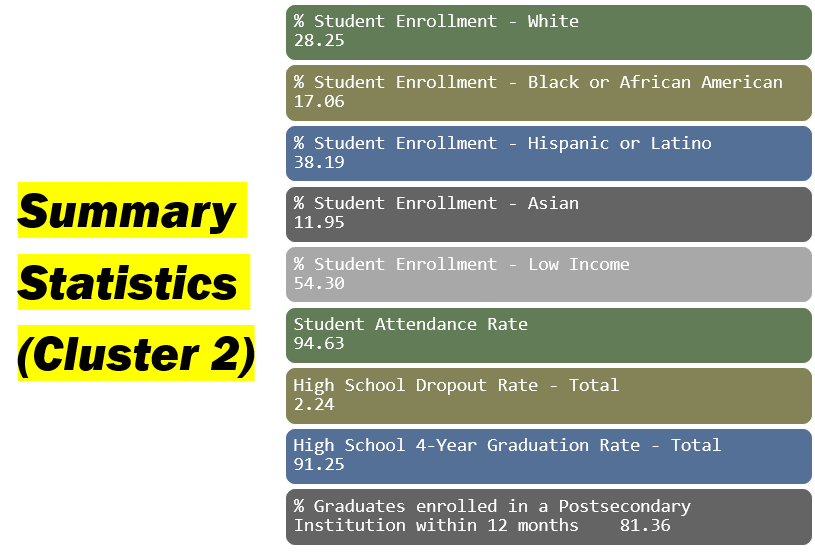 Summary
Statistics
(Cluster 2)
% Student Enrollment - White
28.25
% Student Enrollment - Black or African American
17.06
% Student Enrollment - Hispanic or Latino
38.19
% Student Enrollment - Asian
11.95
% Student Enrollment - Low Income
54.30
Student Attendance Rate
94.63
High School Dropout Rate - Total
2.24
High School 4-Year Graduation Rate - Total
91.25
% Graduates enrolled in a Postsecondary
Institution within 12 months    81.36